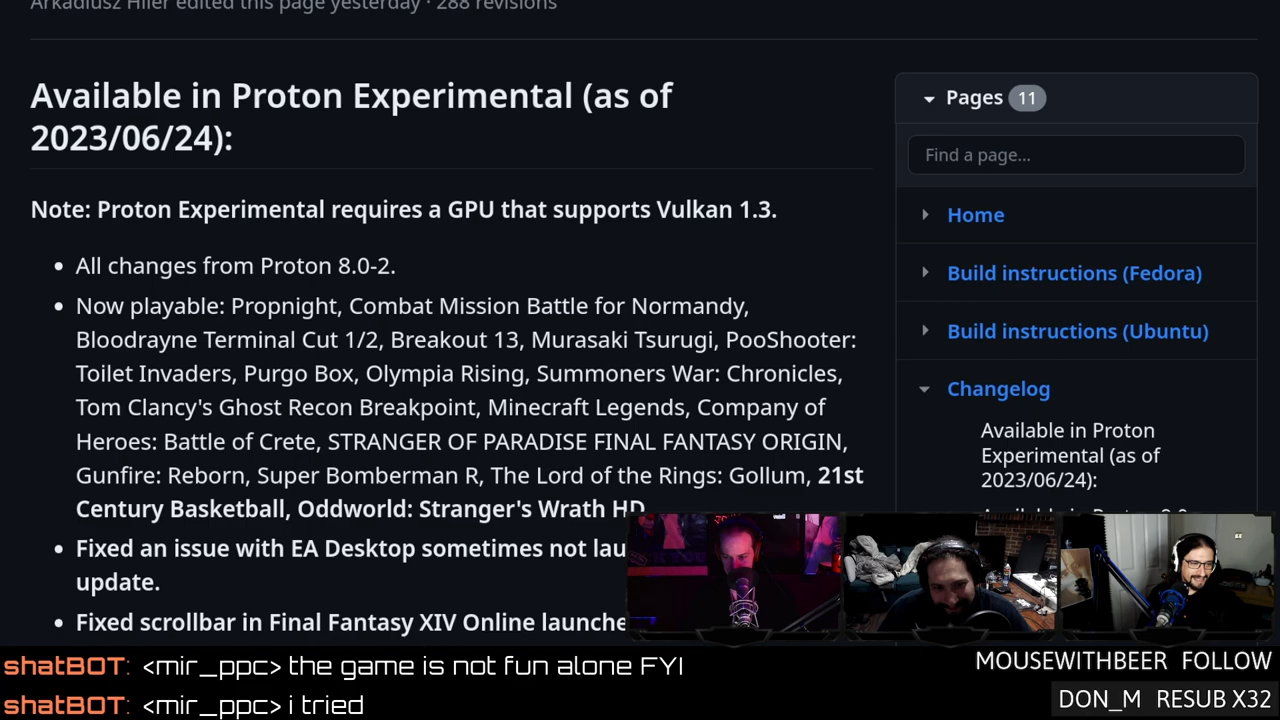 Arkadiusz Hiler edited this page yesterday · 288 revisions
Available in Proton Experimental (as of
2023/06/24):
Note: Proton Experimental requires a GPU that supports Vulkan 1.3.
• All changes from Proton 8.0-2.
• Now playable: Propnight, Combat Mission Battle for Normandy,
Bloodrayne Terminal Cut 1/2, Breakout 13, Murasaki Tsurugi, PooShooter:
Toilet Invaders, Purgo Box, Olympia Rising, Summoners War: Chronicles,
Tom Clancy's Ghost Recon Breakpoint, Minecraft Legends, Company of
Heroes: Battle of Crete, STRANGER OF PARADISE FINAL FANTASY ORIGIN,
Gunfire: Reborn, Super Bomberman R, The Lord of the Rings: Gollum, 21st
Century Basketball, Oddworld: Stranger's Wrath HD
• Fixed an issue with EA Desktop sometimes not lau
update.
• Fixed scrollbar in Final Fantasy XIV Online launche
Pages 11
Find a page...
Home
Build instructions (Fedora)
Build instructions (Ubuntu)
Changelog
Available in Proton
Experimental (as of
2023/06/24):
shatBOT: <mir_ppc> the game is not fun alone FYI
shatBOT: <mir_ppc> i tried
MOUSEWITHBEER FOLLOW
DON_M RESUB X32